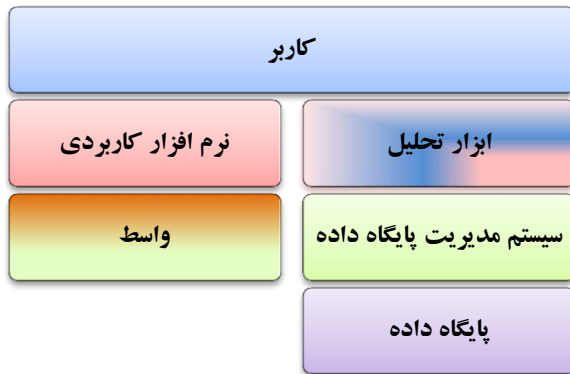 کاربر
ابزار تحلیل
نرم افزار کاربردی
سیستم مدیریت پایگاه داده
واسط
پایگاه داده